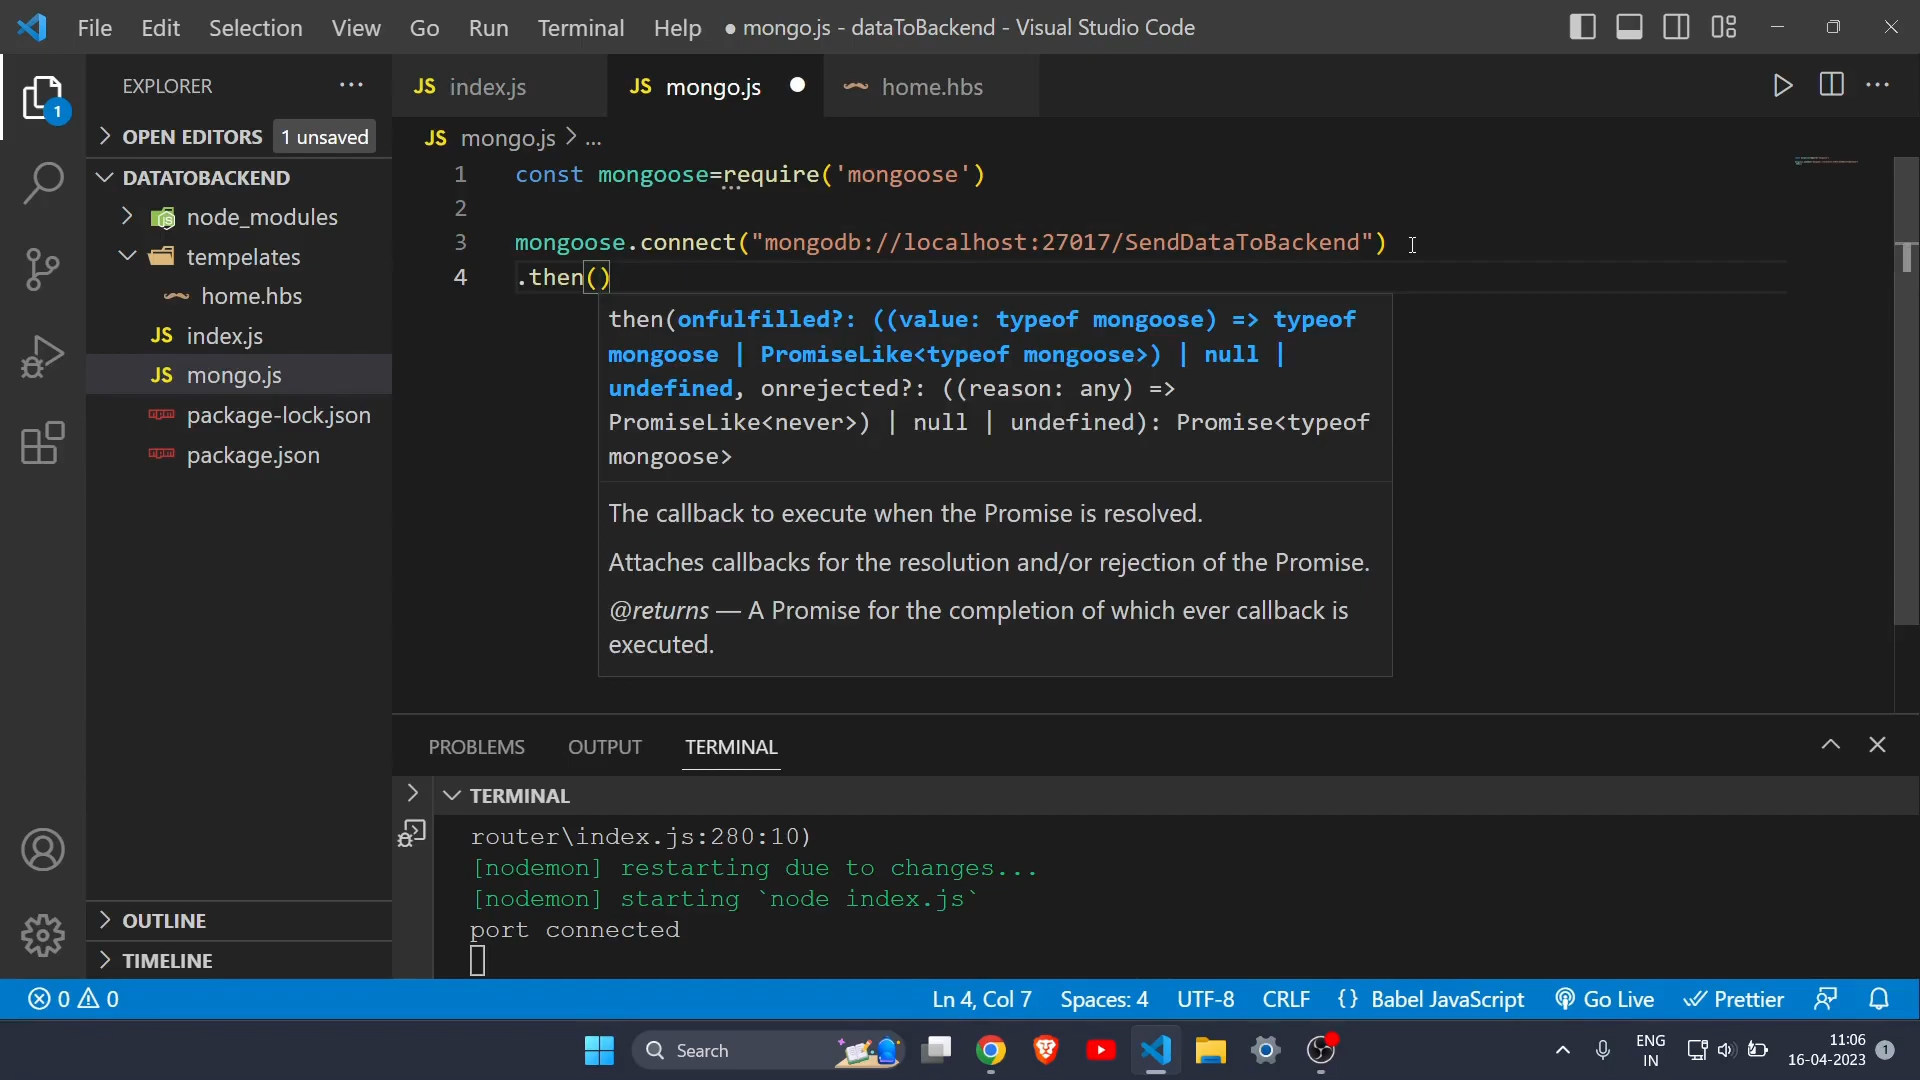 File Edit Selection View Go Run Terminal Help ● mongo.js - dataToBackend - Visual Studio Code
EXPLORER ...
JS index.js
JS mongo.js ●
home.hbs
1
OPEN EDITORS 1 unsaved
DATATOBACKEND
node_modules
tempelates
home.hbs
JS index.js
JS mongo.js
package-lock.json
package.json
OUTLINE
TIMELINE
JS mongo.js > ...
1 const mongoose=require('mongoose')
2
3 mongoose.connect("mongodb://localhost:27017/SendDataToBackend")
4 .then()
then(onfulfilled?: ((value: typeof mongoose) => typeof
mongoose | PromiseLike<typeof mongoose>) | null |
undefined, onrejected?: ((reason: any) =>
PromiseLike<never>) | null | undefined): Promise<typeof
mongoose>
The callback to execute when the Promise is resolved.
Attaches callbacks for the resolution and/or rejection of the Promise.
@returns — A Promise for the completion of which ever callback is
executed.
PROBLEMS OUTPUT TERMINAL
TERMINAL
router\index.js:280:10)
[nodemon] restarting due to changes...
[nodemon] starting `node index.js`
port connected
0 0 Ln 4, Col 7 Spaces: 4 UTF-8 CRLF {} Babel JavaScript Go Live Prettier
Search
ENG
IN
11:06
16-04-2023
1